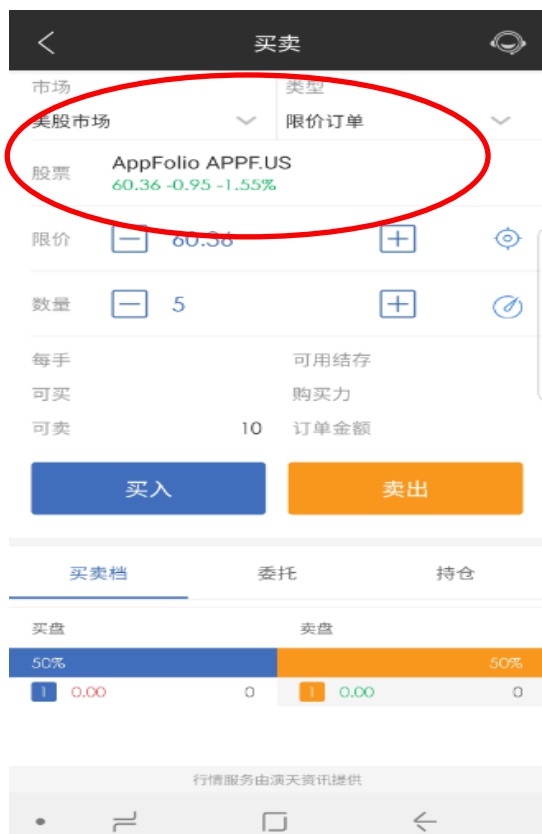 买卖
市场 类型
美股市场 限价订单
股票 AppFolio APPF.US
60.36 -0.95 -1.55%
限价 60.36
数量 5
每手 可用结存
可买 购买力
可卖 10 订单金额
买入 卖出
买卖档 委托 持仓
买盘 卖盘
50% 50%
1 0.00 0 1 0.00 0
行情服务由演天资讯提供